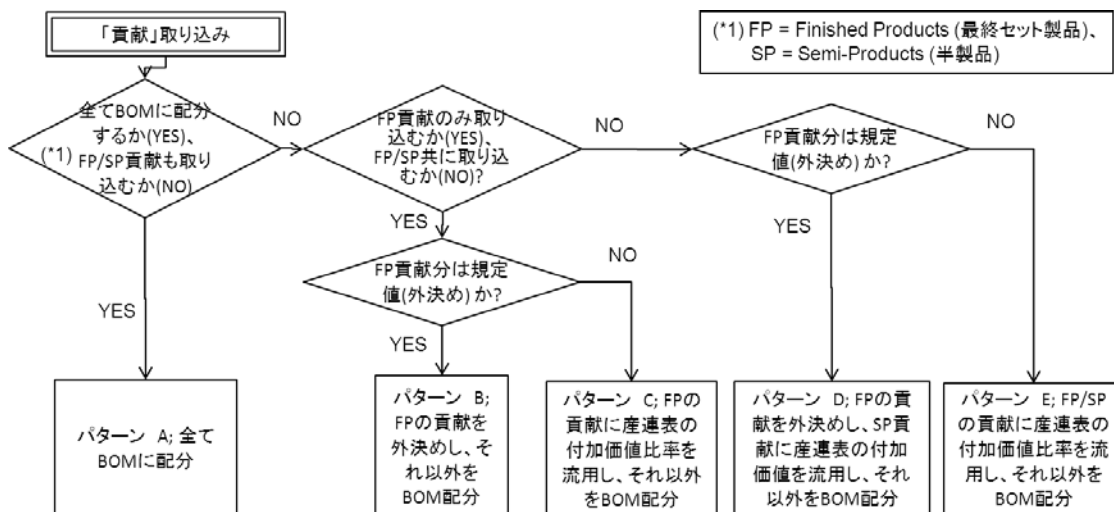 「貢献」取り込み
(*1) FP = Finished Products (最終セット製品)、
SP = Semi-Products (半製品)
全てBOMに配分
するか(YES)、
(*1) FP/SP貢献も取り
込むか(NO)
NO
FP貢献のみ取り
込むか(YES)、
FP/SP共に取り込
むか(NO)?
NO
FP貢献分は規定
値(外決め) か?
NO
YES
YES
YES
FP貢献分は規定
値(外決め) か?
NO
YES
パターン A; 全て
BOMに配分
パターン B;
FPの貢献を
外決めし、そ
れ以外を
BOM配分
パターン C; FPの
貢献に産連表の
付加価値比率を
流用し、それ以外
をBOM配分
パターン D; FPの貢
献を外決めし、SP貢
献に産連表の付加
価値を流用し、それ
以外をBOM配分
パターン E; FP/SP
の貢献に産連表の
付加価値比率を流
用し、それ以外を
BOM配分